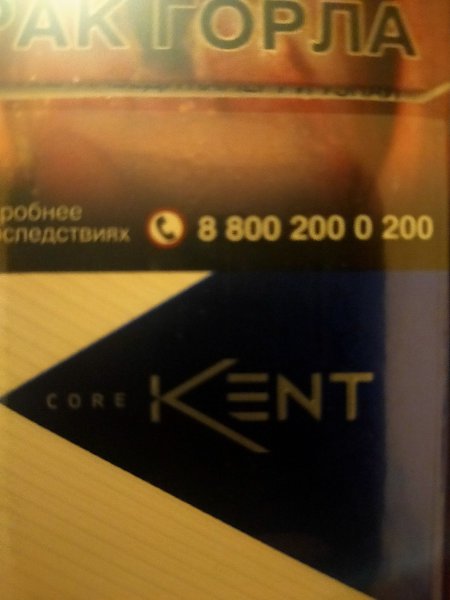 РАК ГОРЛА
робнее
следствиях
8 800 200 0 200
CORE KENT